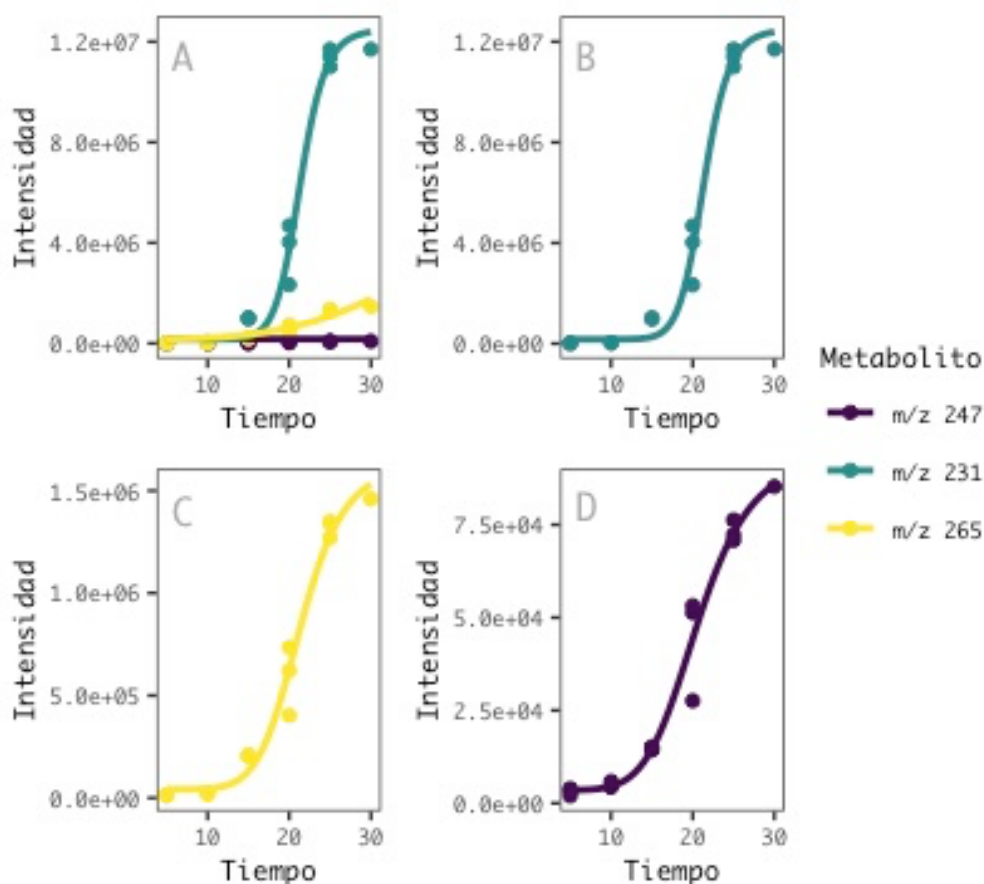 A
Intensidad
1.2e+07
8.0e+06
4.0e+06
0.0e+00
10 20 30
Tiempo
B
Intensidad
1.2e+07
8.0e+06
4.0e+06
0.0e+00
10 20 30
Tiempo
C
Intensidad
1.5e+06
1.0e+06
5.0e+05
0.0e+00
10 20 30
Tiempo
D
Intensidad
7.5e+04
5.0e+04
2.5e+04
0.0e+00
10 20 30
Tiempo
Metabolito
m/z 247
m/z 231
m/z 265